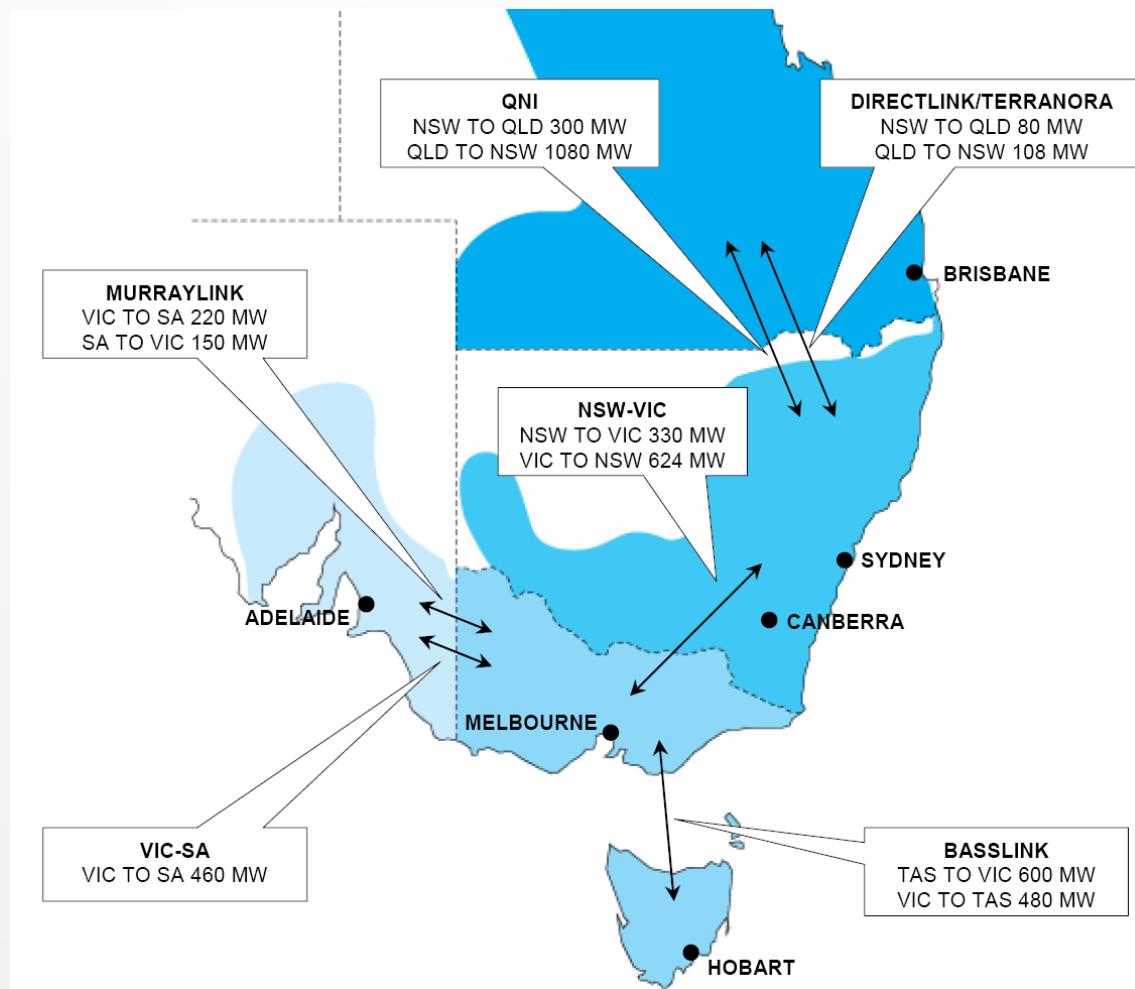 QNI
NSW TO QLD 300 MW
QLD TO NSW 1080 MW
DIRECTLINK/TERRANORA
NSW TO QLD 80 MW
QLD TO NSW 108 MW
BRISBANE
MURRAYLINK
VIC TO SA 220 MW
SA TO VIC 150 MW
NSW-VIC
NSW TO VIC 330 MW
VIC TO NSW 624 MW
SYDNEY
ADELAIDE
CANBERRA
MELBOURNE
VIC-SA
VIC TO SA 460 MW
BASSLINK
TAS TO VIC 600 MW
VIC TO TAS 480 MW
HOBART